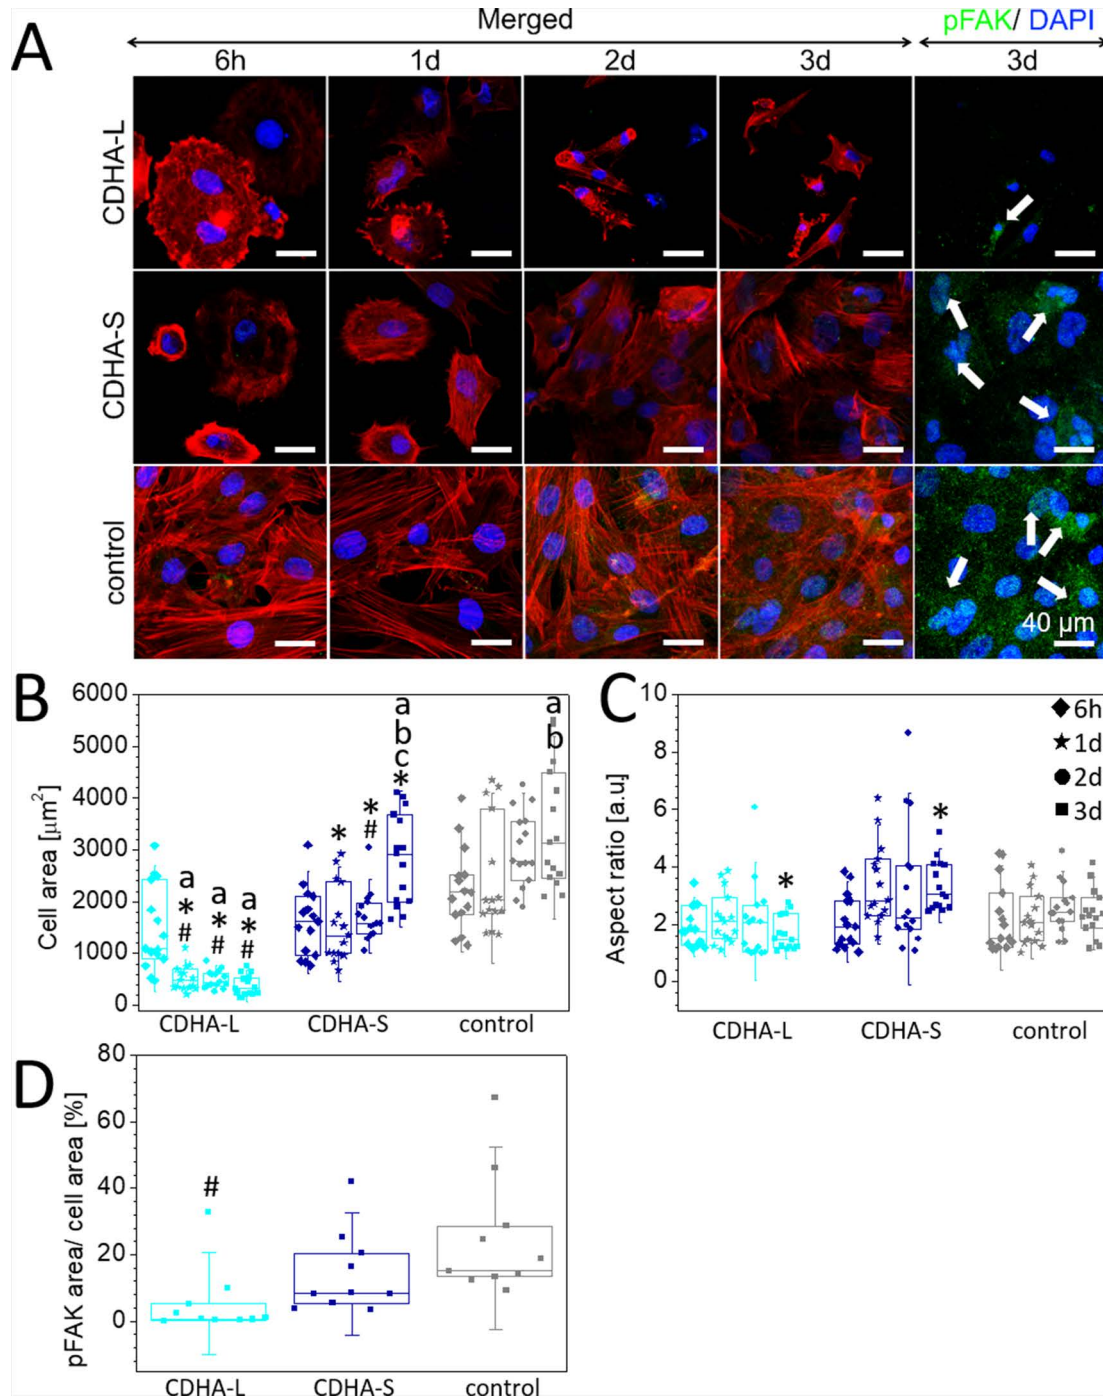 A
Merged
pFAK/ DAPI
6h 1d 2d 3d 3d
CDHA-L
CDHA-S
control
40 µm
B
Cell area [µm²]
6000
5000
4000
3000
2000
1000
0
a
*
#
a
*
#
a
*
#
*
*
#
a
b
c
*
a
b
CDHA-L CDHA-S control
C
Aspect ratio [a.u.]
10
8
6
4
2
0
*
*
6h
1d
2d
3d
CDHA-L CDHA-S control
D
pFAK area/ cell area [%]
80
60
40
20
0
#
CDHA-L CDHA-S control